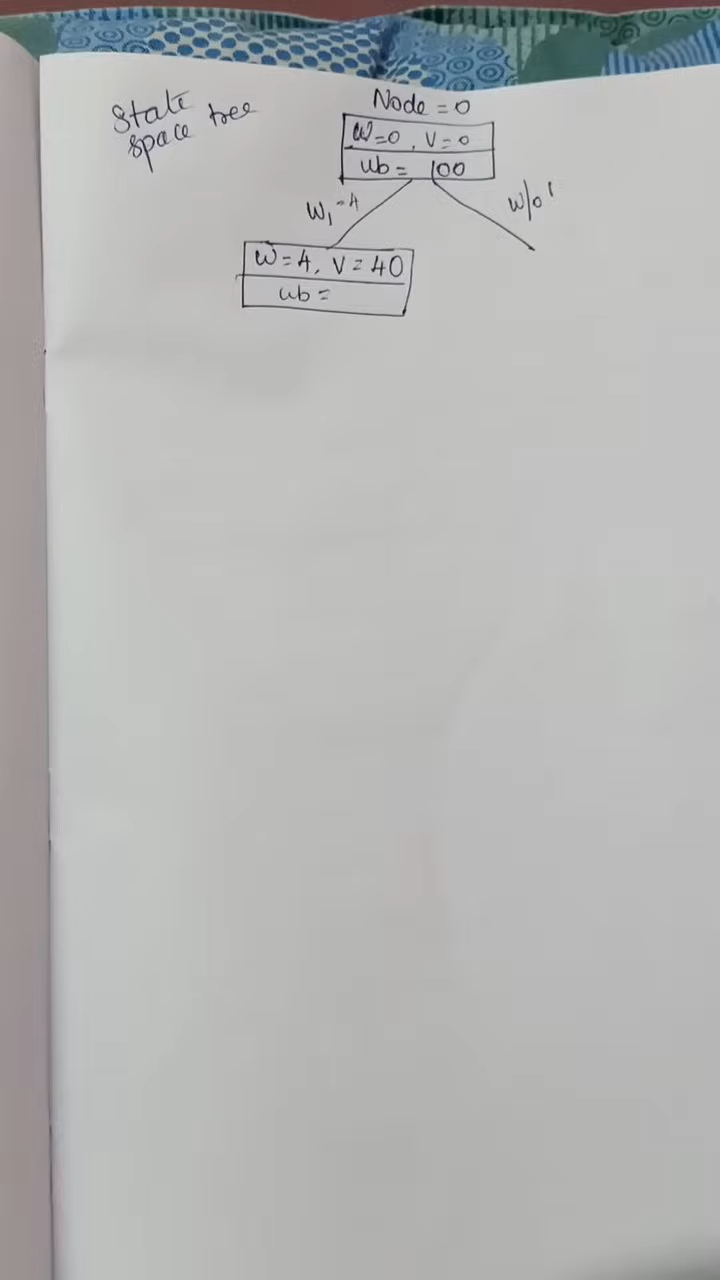 State
space tree
Node = 0
W=0, V=0
ub= 100
W₁=4
w/o 1
W=4, V=40
ub=